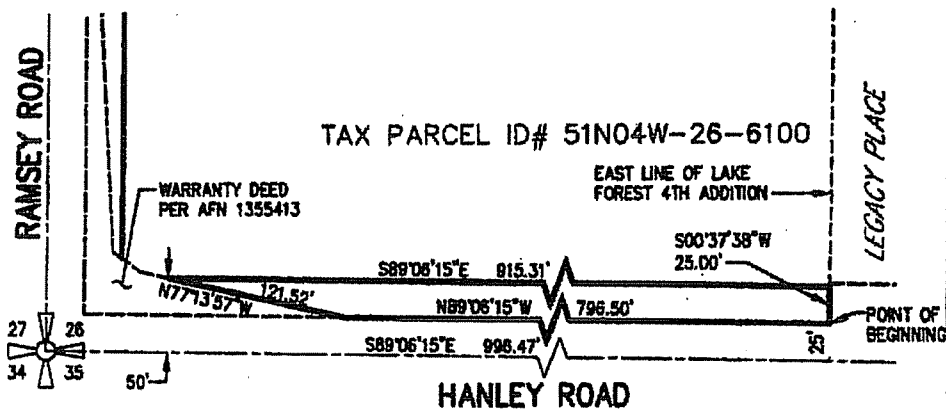 RAMSEY ROAD
TAX PARCEL ID# 51N04W-26-6100
LEGACY PLACE
WARRANTY DEED
PER AFN 1355413
EAST LINE OF LAKE
FOREST 4TH ADDITION
S00°37'38"W
25.00'
S89°06'15"E 915.31'
N77°13'57"W 121.52'
N89°06'15"W 796.50'
POINT OF
BEGINNING
27 26
34 35
S89°06'15"E 996.47'
25'
50'
HANLEY ROAD